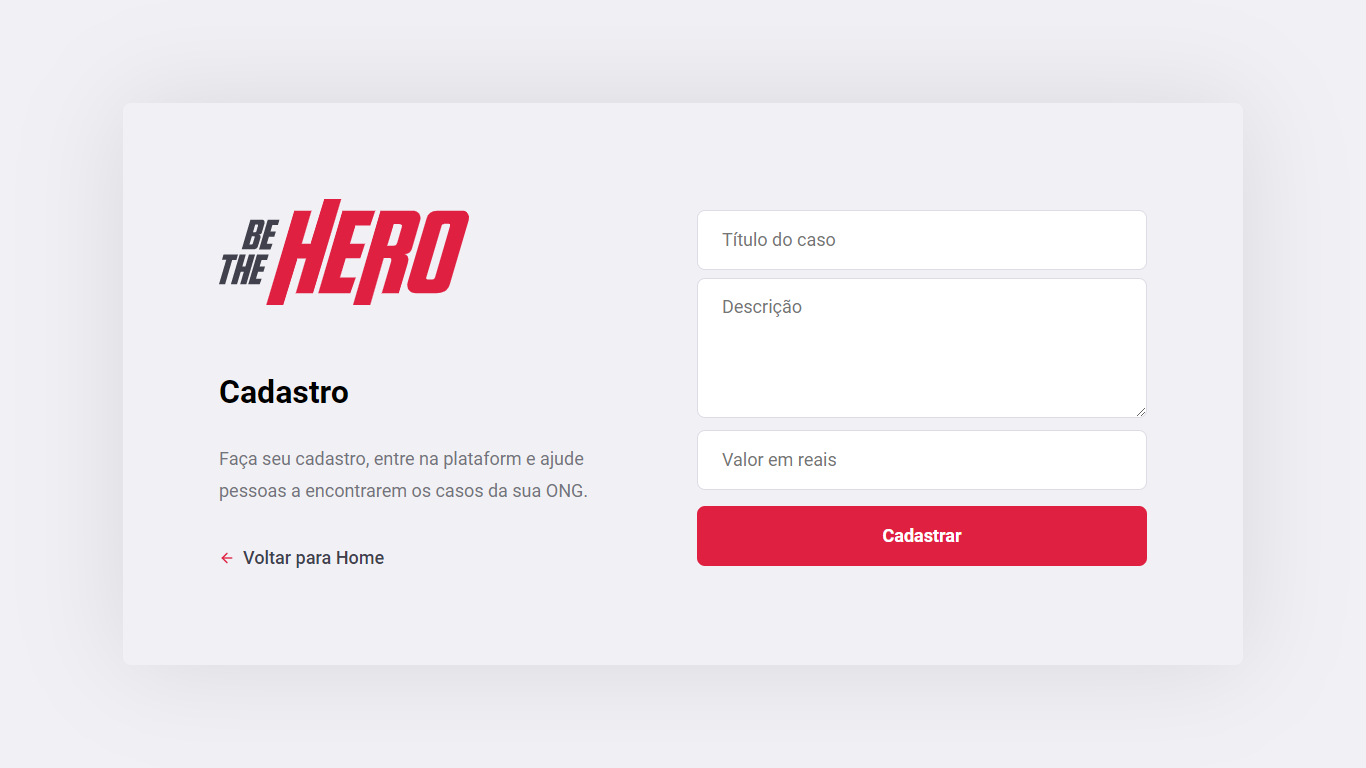 BE
THE
HERO
Cadastro
Faça seu cadastro, entre na plataform e ajude
pessoas a encontrarem os casos da sua ONG.
Voltar para Home
Título do caso
Descrição
Valor em reais
Cadastrar